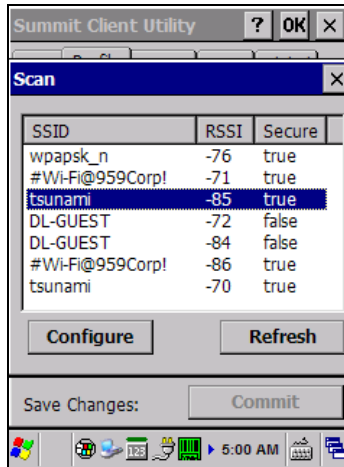 Summit Client Utility ? OK ×
Scan ×
SSID RSSI Secure
wpapsk_n -76 true
#Wi-Fi@959Corp! -71 true
tsunami -85 true
DL-GUEST -72 false
DL-GUEST -84 false
#Wi-Fi@959Corp! -86 true
tsunami -70 true
Configure Refresh
Save Changes: Commit
123 5:00 AM